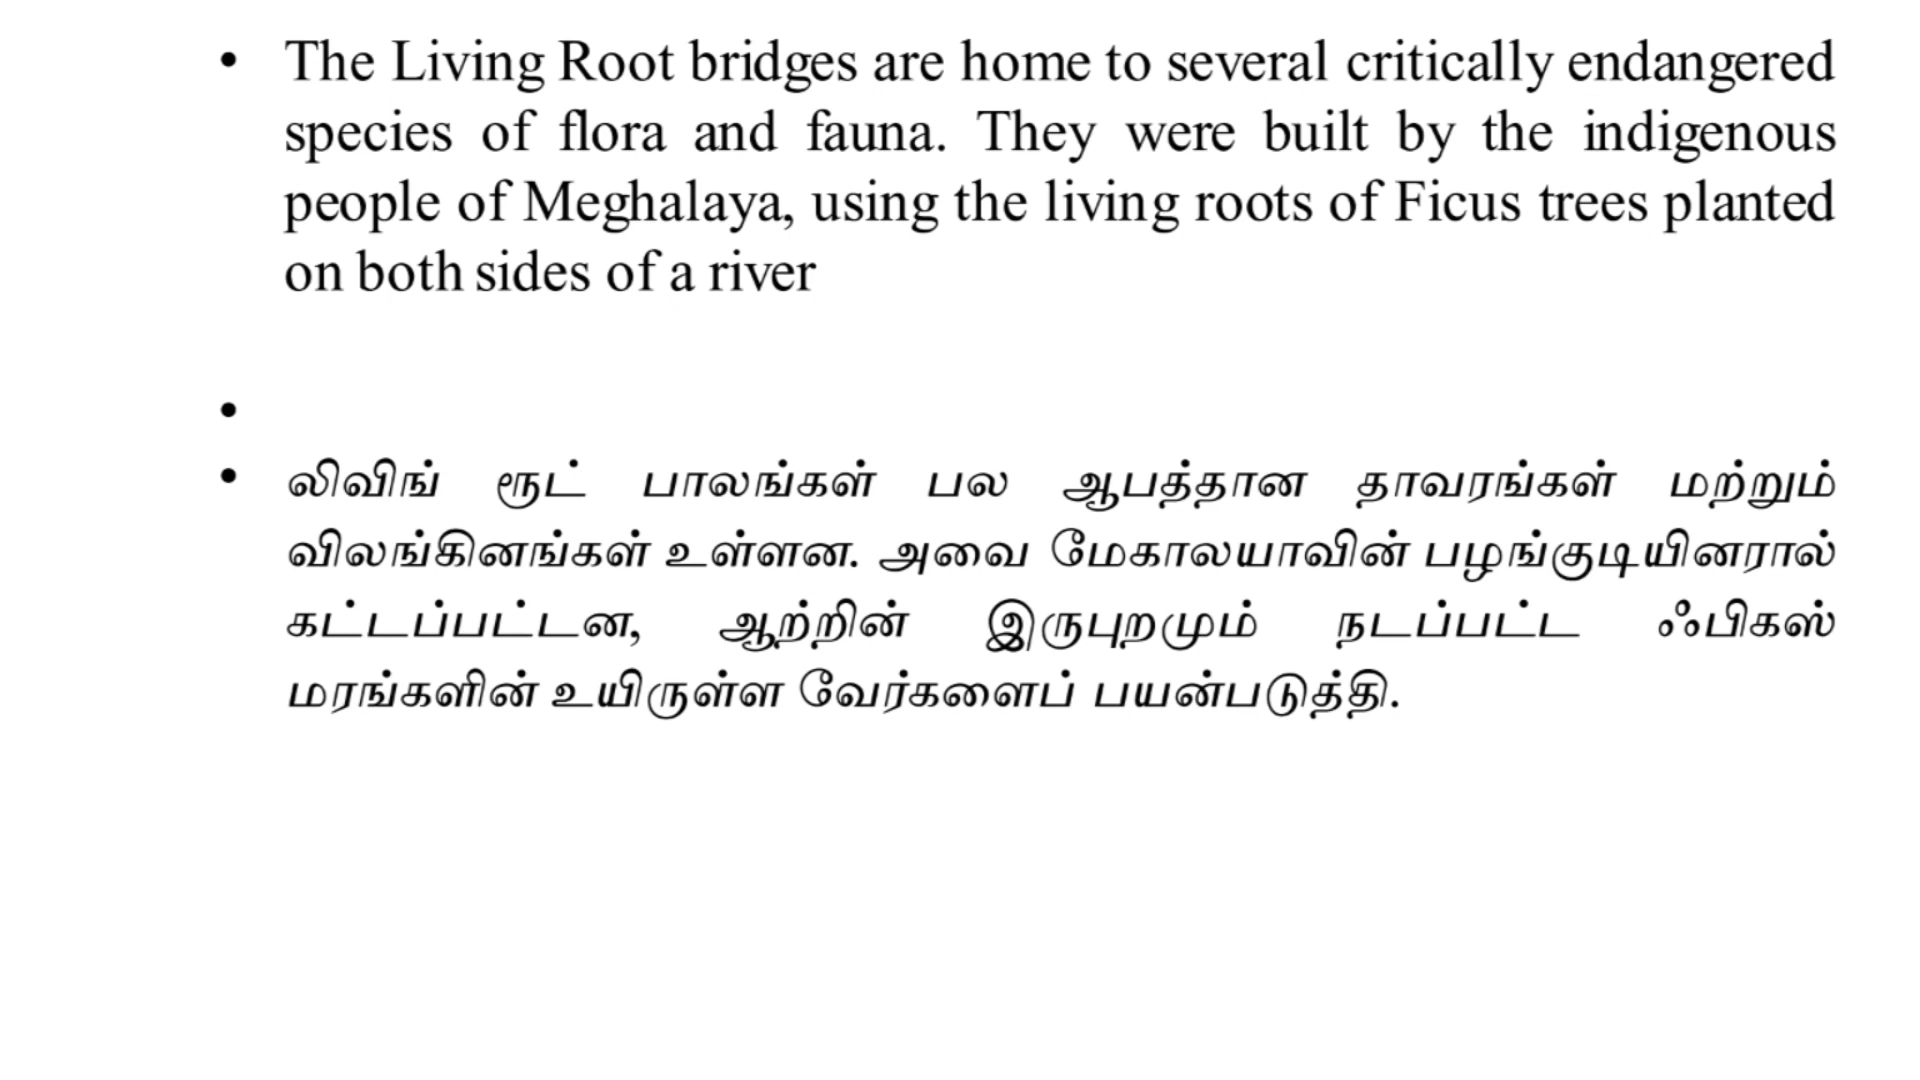 • The Living Root bridges are home to several critically endangered
species of flora and fauna. They were built by the indigenous
people of Meghalaya, using the living roots of Ficus trees planted
on both sides of a river
•
• லிவிங் ரூட் பாலங்கள் பல ஆபத்தான தாவரங்கள் மற்றும்
விலங்கினங்கள் உள்ளன. அவை மேகாலயாவின் பழங்குடியினரால்
கட்டப்பட்டன, ஆற்றின் இருபுறமும் நடப்பட்ட ஃபிகஸ்
மரங்களின் உயிருள்ள வேர்களைப் பயன்படுத்தி.